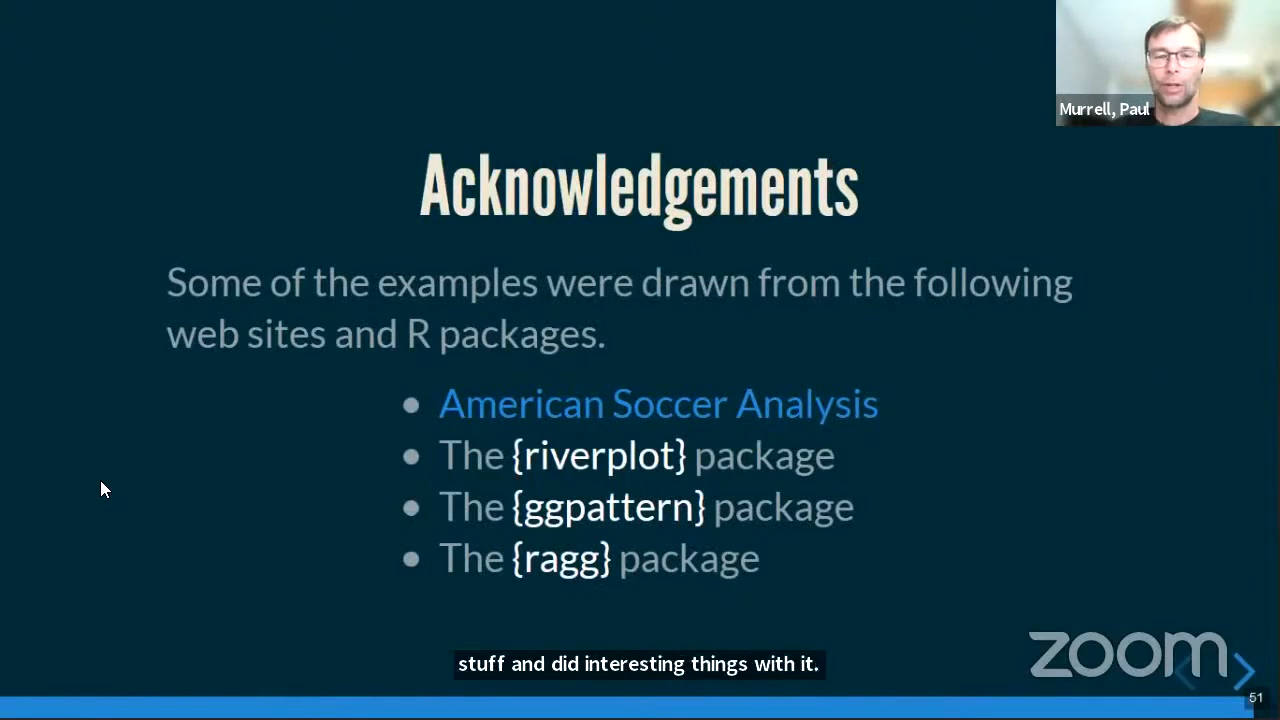 Murrell, Paul
Acknowledgements
Some of the examples were drawn from the following
web sites and R packages.
American Soccer Analysis
The {riverplot} package
The {ggpattern} package
The {ragg} package
stuff and did interesting things with it.
zoom
51